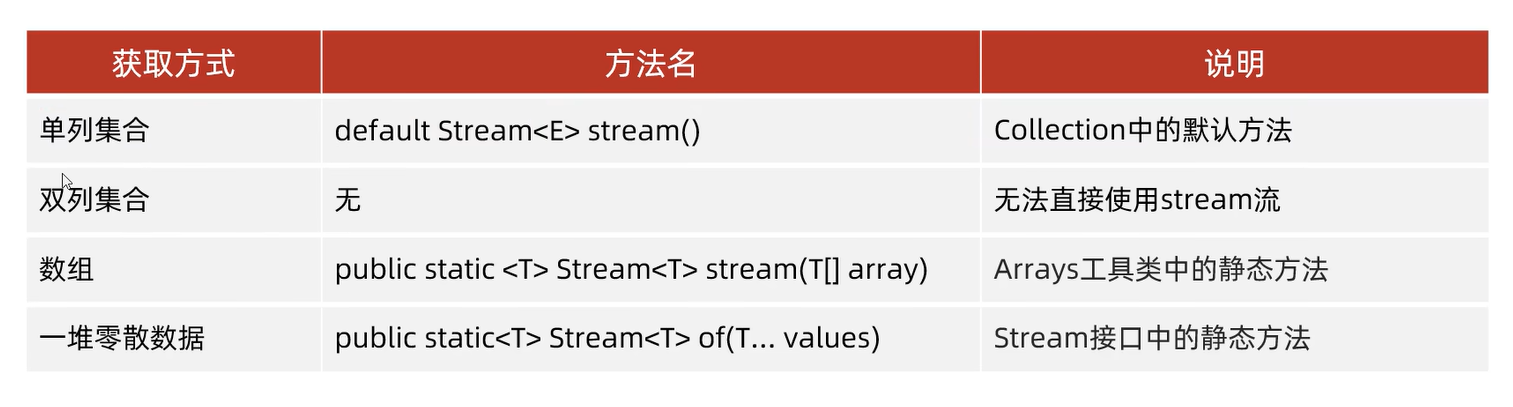 获取方式 方法名 说明
单列集合 default Stream<E> stream() Collection中的默认方法
双列集合 无 无法直接使用stream流
数组 public static <T> Stream<T> stream(T[] array) Arrays工具类中的静态方法
一堆零散数据 public static<T> Stream<T> of(T... values) Stream接口中的静态方法